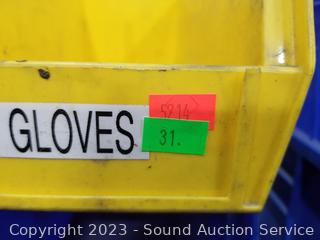 5214
GLOVES
31.
Copyright 2023 - Sound Auction Service